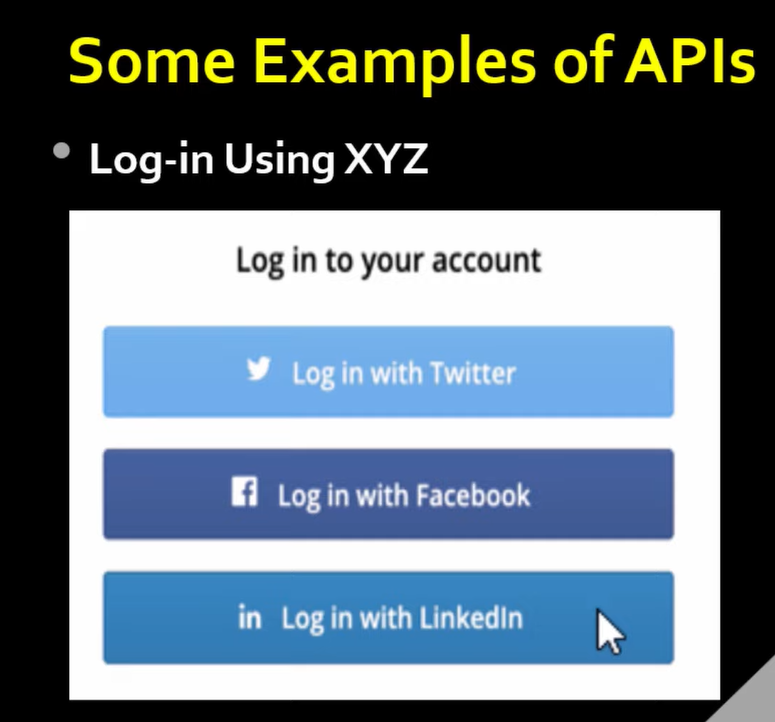 Some Examples of APIs
Log-in Using XYZ
Log in to your account
Log in with Twitter
Log in with Facebook
in Log in with LinkedIn